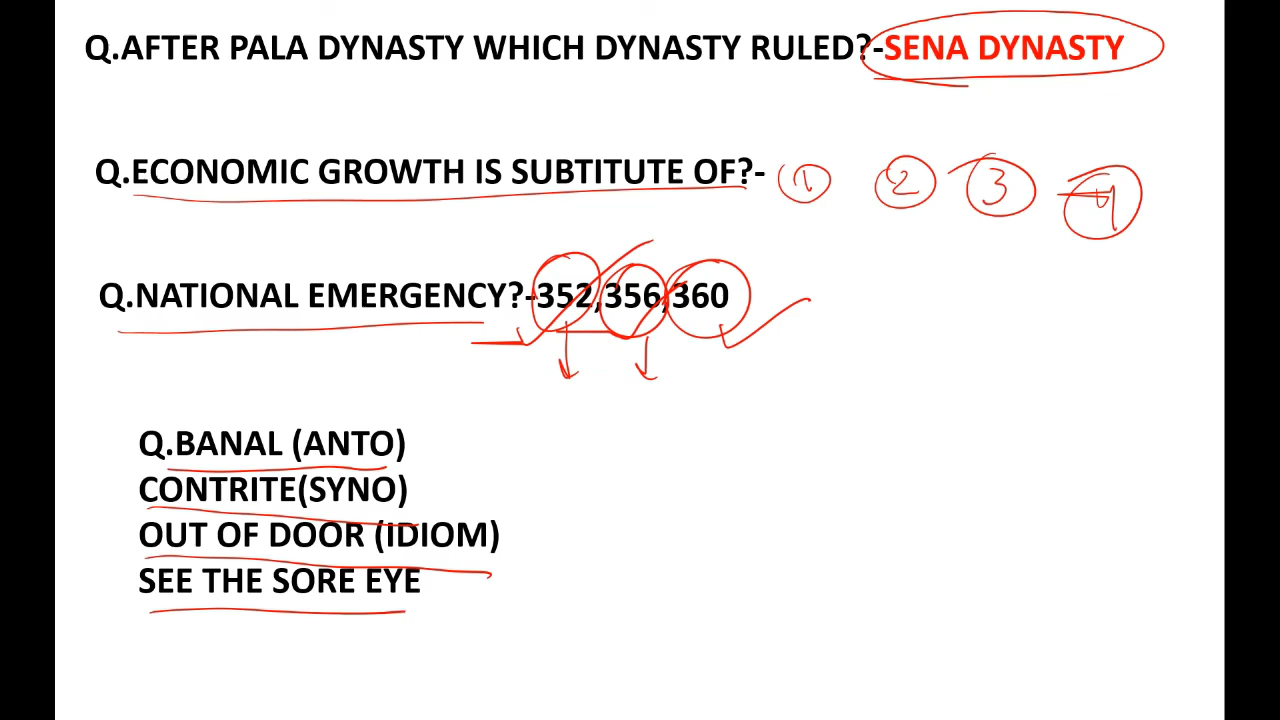 Q.AFTER PALA DYNASTY WHICH DYNASTY RULED?-SENA DYNASTY
Q.ECONOMIC GROWTH IS SUBTITUTE OF?- 1 2 3 4
Q.NATIONAL EMERGENCY?-352,356,360
Q.BANAL (ANTO)
CONTRITE(SYNO)
OUT OF DOOR (IDIOM)
SEE THE SORE EYE